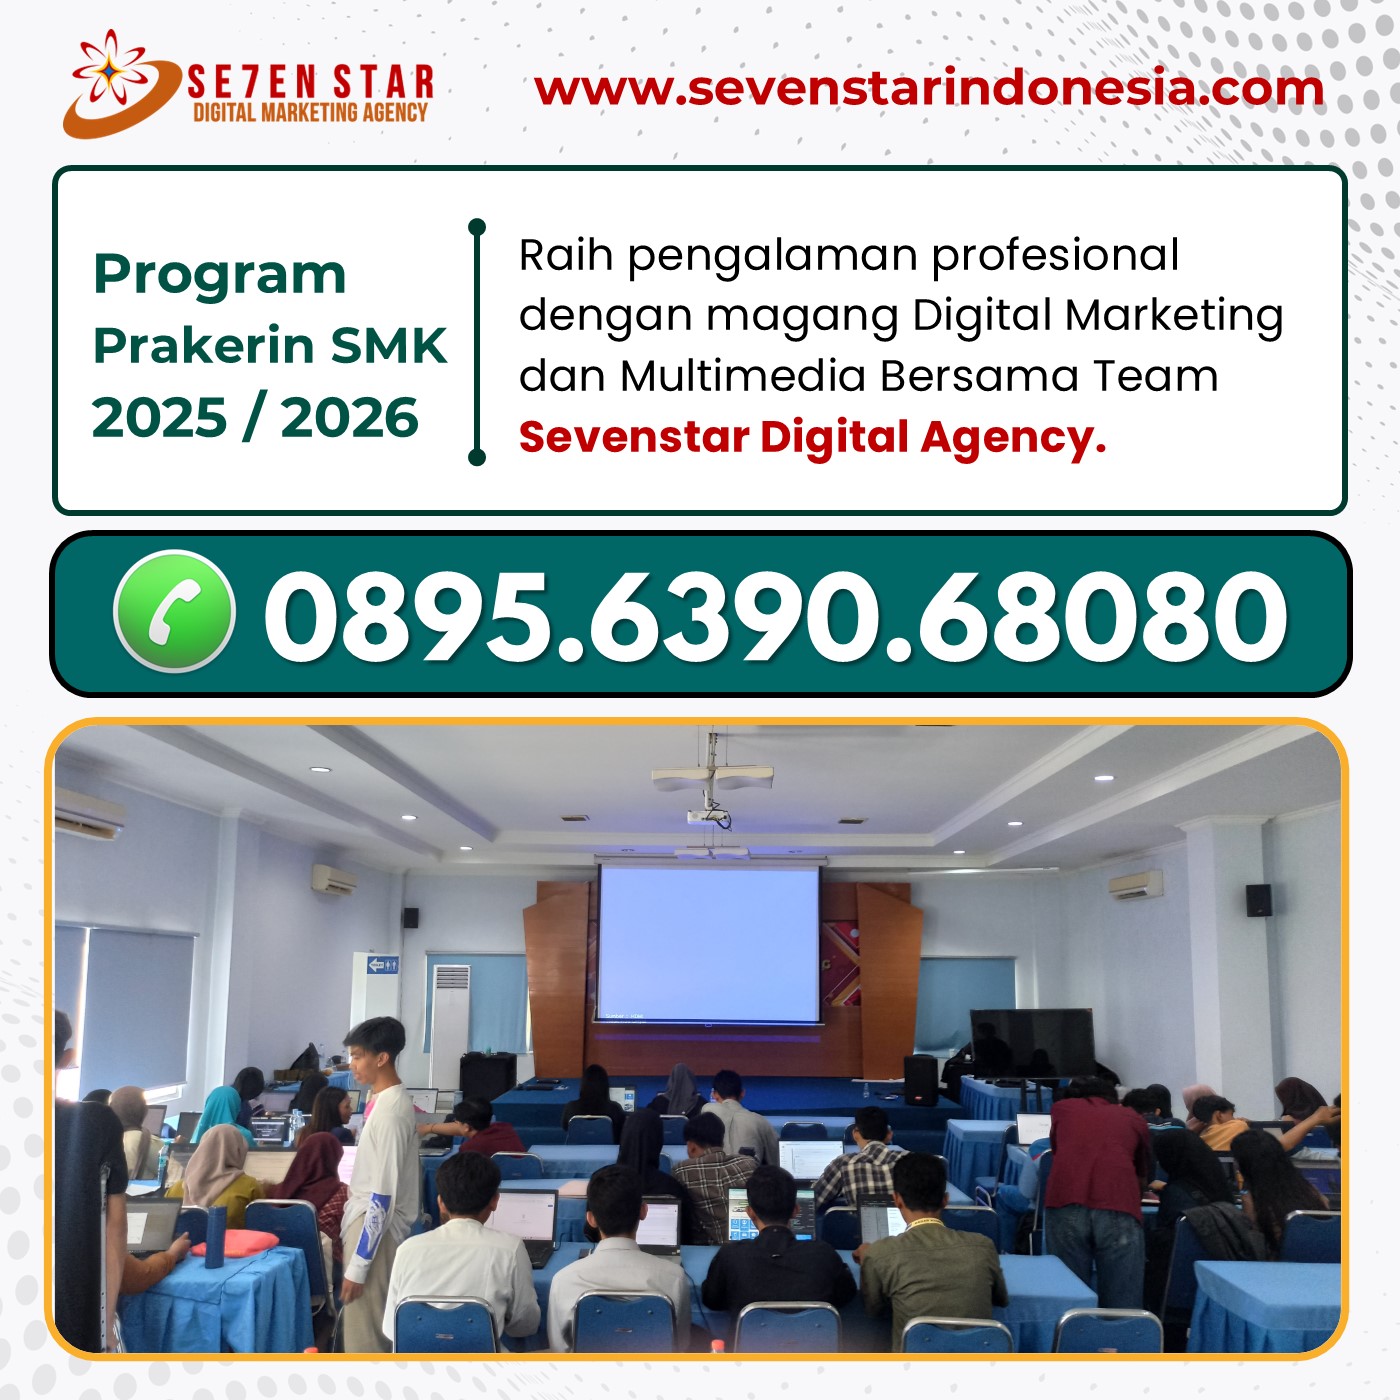 SE7EN STAR
DIGITAL MARKETING AGENCY
www.sevenstarindonesia.com
Program
Prakerin SMK
2025 / 2026
Raih pengalaman profesional
dengan magang Digital Marketing
dan Multimedia Bersama Team
Sevenstar Digital Agency.
0895.6390.68080